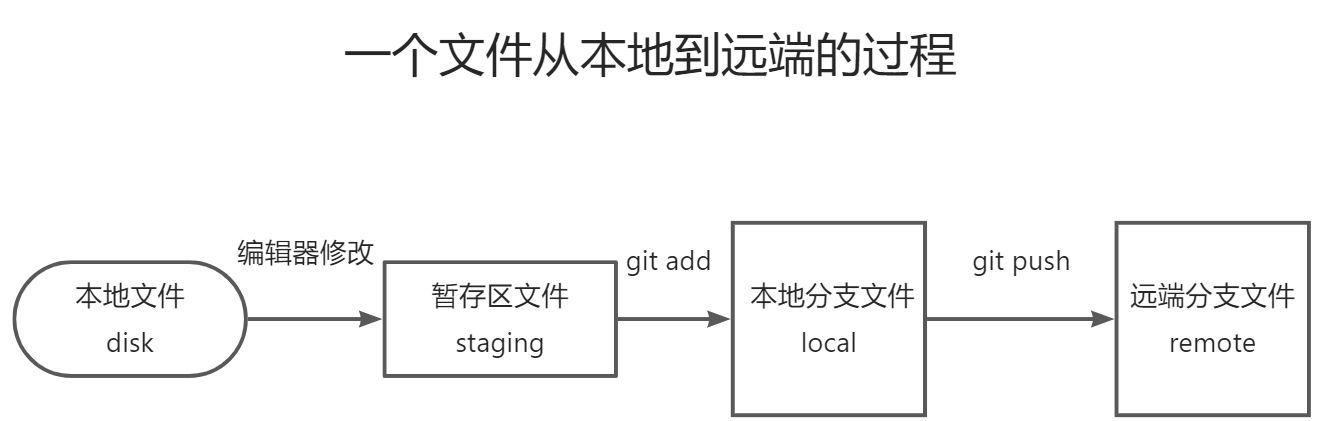 一个文件从本地到远端的过程
编辑器修改
git add
git push
本地文件
disk
暂存区文件
staging
本地分支文件
local
远端分支文件
remote